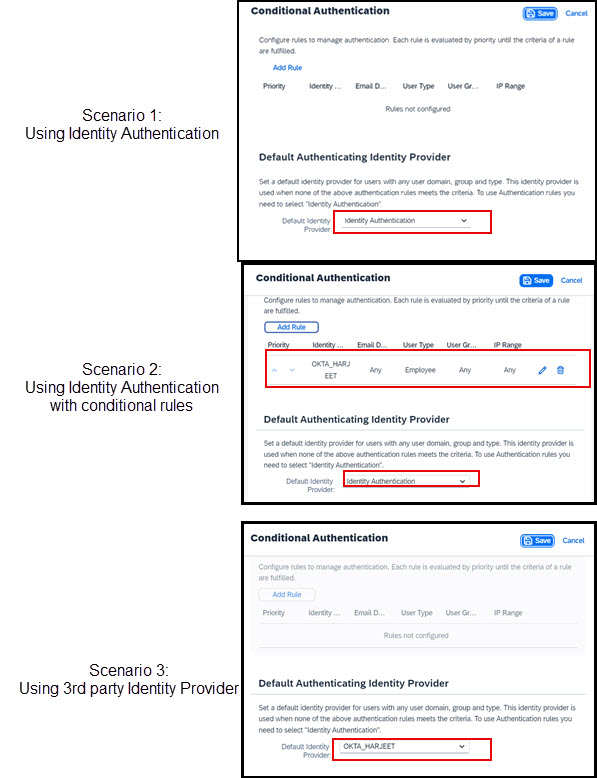 Conditional Authentication
Save Cancel
Configure rules to manage authentication. Each rule is evaluated by priority until the criteria of a rule
are fulfilled.
Add Rule
Priority Identity ... Email D... User Type User Gr... IP Range
Rules not configured
Scenario 1:
Using Identity Authentication
Default Authenticating Identity Provider
Set a default identity provider for users with any user domain, group and type. This identity provider is
used when none of the above authentication rules meets the criteria. To use Authentication rules you
need to select "Identity Authentication".
Default Identity
Provider:
Identity Authentication
Conditional Authentication
Save Cancel
Configure rules to manage authentication. Each rule is evaluated by priority until the criteria of a rule
are fulfilled.
Add Rule
Priority Identity ... Email D... User Type User Gr... IP Range
OKTA_HARJ
EET
Any Employee Any Any
Scenario 2:
Using Identity Authentication
with conditional rules
Default Authenticating Identity Provider
Set a default identity provider for users with any user domain, group and type. This identity provider is
used when none of the above authentication rules meets the criteria. To use Authentication rules you
need to select "Identity Authentication".
Default Identity
Provider:
Identity Authentication
Conditional Authentication
Save Cancel
Configure rules to manage authentication. Each rule is evaluated by priority until the criteria of a rule
are fulfilled.
Add Rule
Priority Identity ... Email D... User Type User Gr... IP Range
Rules not configured
Scenario 3:
Using 3rd party Identity Provider
Default Authenticating Identity Provider
Set a default identity provider for users with any user domain, group and type. This identity provider is
used when none of the above authentication rules meets the criteria. To use Authentication rules you
need to select "Identity Authentication".
Default Identity
Provider:
OKTA_HARJEET